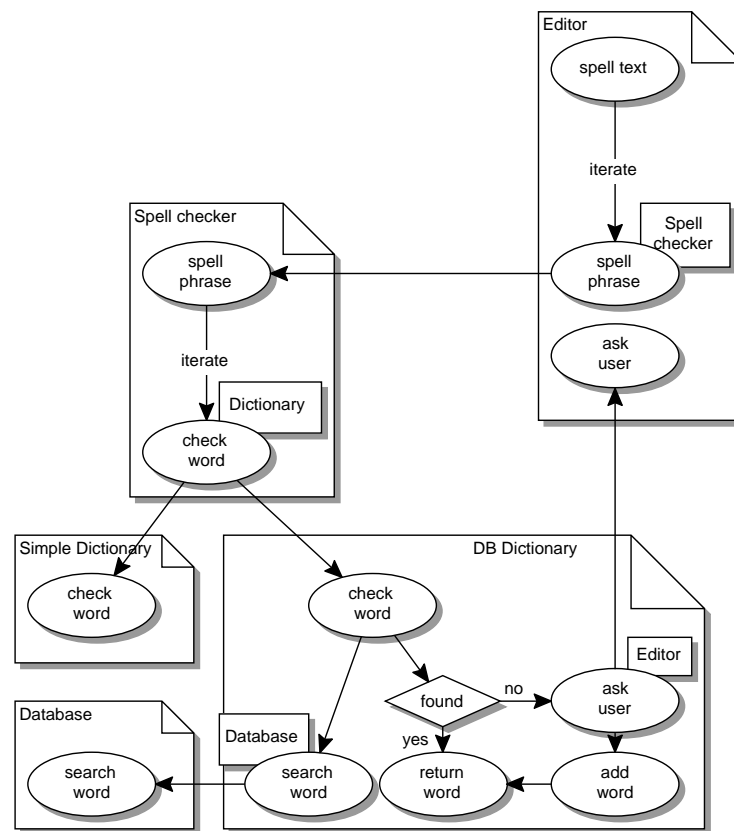 Editor
spell text
iterate
Spell checker
Spell
checker
spell
phrase
spell
phrase
ask
user
iterate
Dictionary
check
word
Simple Dictionary
DB Dictionary
check
word
check
word
Editor
found
no
ask
user
Database
Database
yes
search
word
search
word
return
word
add
word